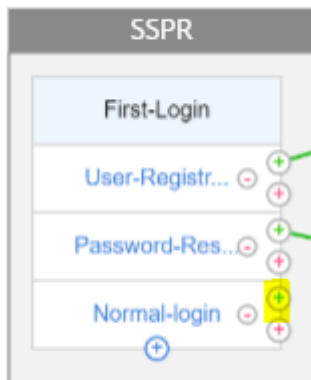 SSPR
First-Login
User-Registr...
Password-Res...
Normal-login